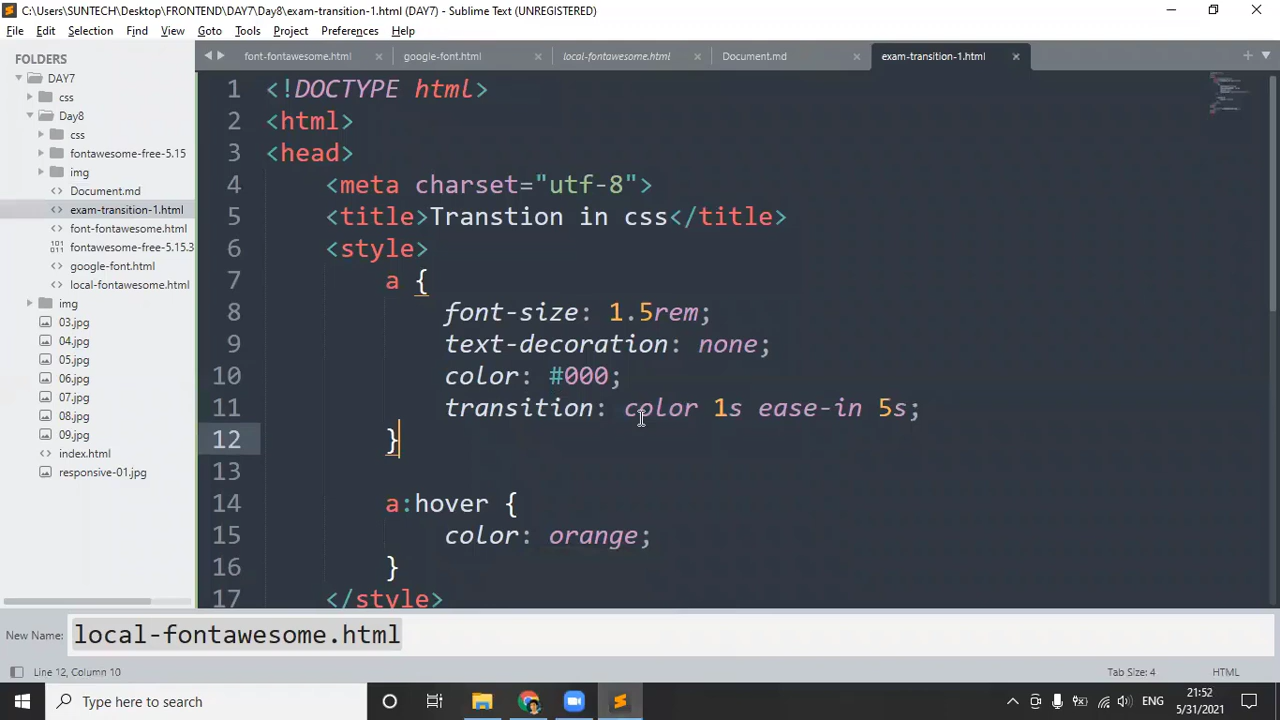 C:\Users\SUNTECH\Desktop\FRONTEND\DAY7\Day8\exam-transition-1.html (DAY7) - Sublime Text (UNREGISTERED)
File Edit Selection Find View Goto Tools Project Preferences Help
FOLDERS
DAY7
css
Day8
css
fontawesome-free-5.15
img
Document.md
exam-transition-1.html
font-fontawesome.html
fontawesome-free-5.15.3
google-font.html
local-fontawesome.html
img
03.jpg
04.jpg
05.jpg
06.jpg
07.jpg
08.jpg
09.jpg
index.html
responsive-01.jpg
font-fontawesome.html google-font.html local-fontawesome.html Document.md exam-transition-1.html
1 <!DOCTYPE html>
2 <html>
3 <head>
4 <meta charset="utf-8">
5 <title>Transtion in css</title>
6 <style>
7 a {
8 font-size: 1.5rem;
9 text-decoration: none;
10 color: #000;
11 transition: color 1s ease-in 5s;
12 }
13
14 a:hover {
15 color: orange;
16 }
17 </style>
New Name: local-fontawesome.html
Line 12, Column 10 Tab Size: 4 HTML
Type here to search ENG 21:52
5/31/2021